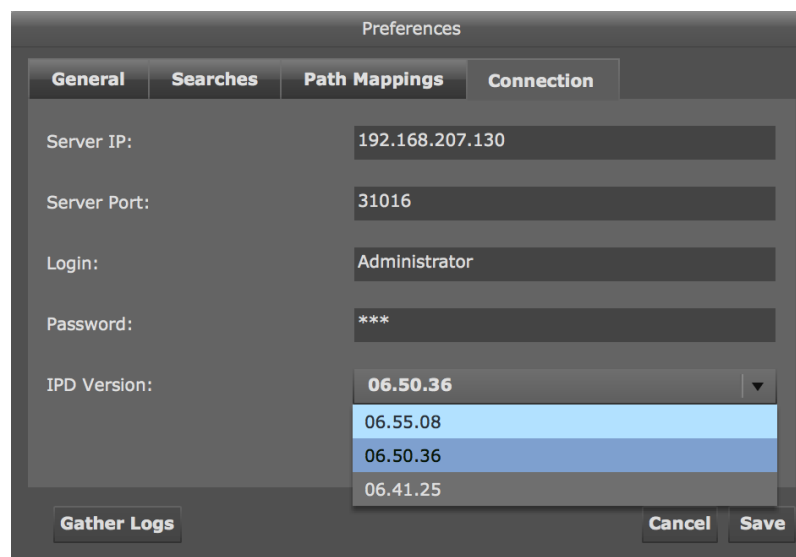 Preferences
General Searches Path Mappings Connection
Server IP: 192.168.207.130
Server Port: 31016
Login: Administrator
Password: ***
IPD Version: 06.50.36
06.55.08
06.50.36
06.41.25
Gather Logs Cancel Save